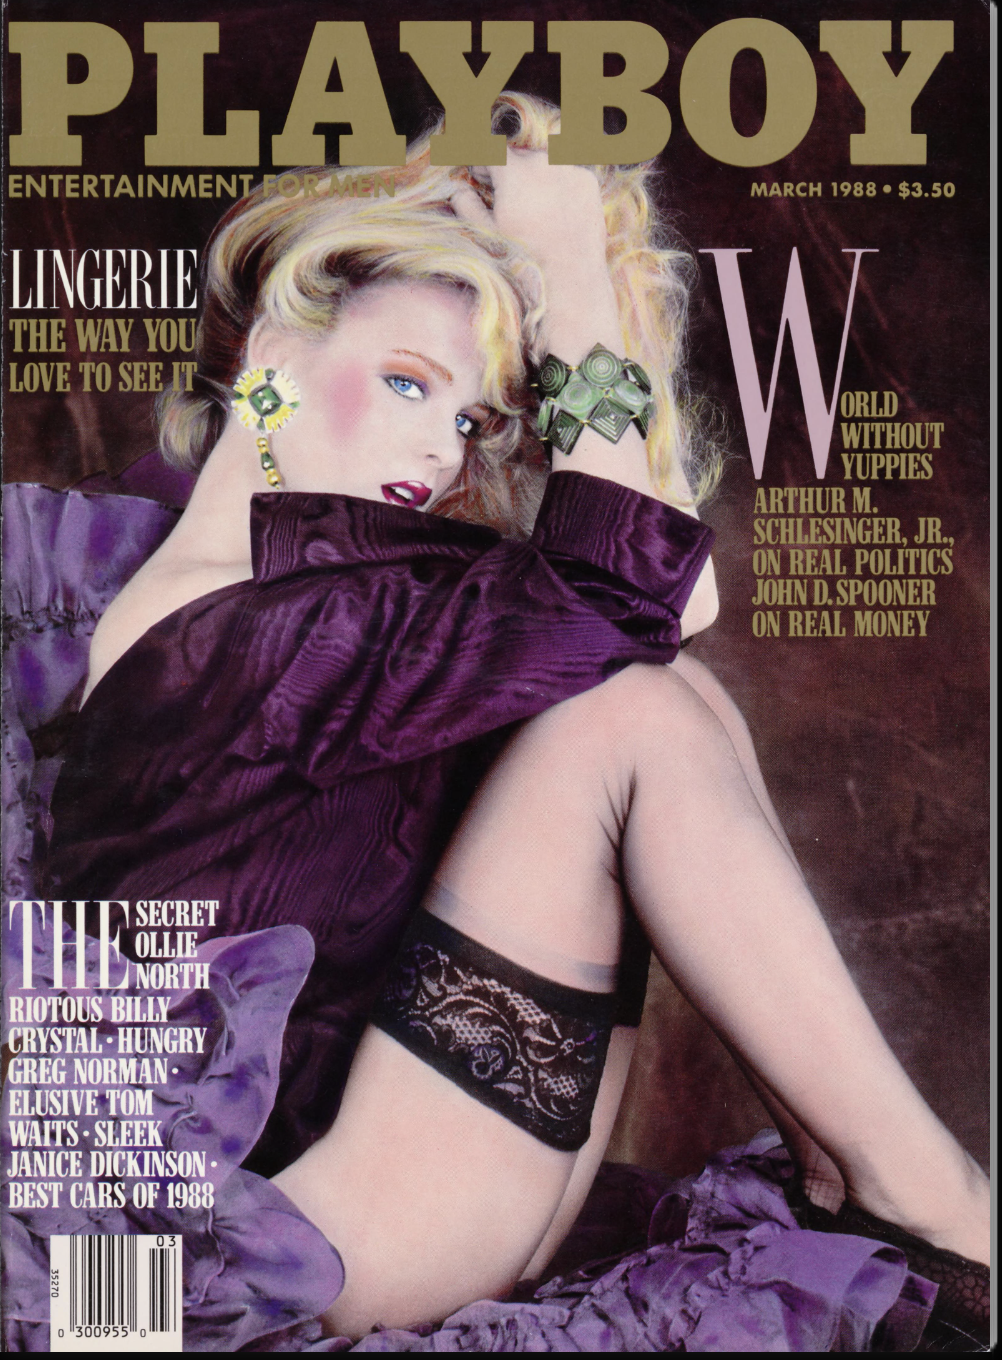 PLAYBOY
ENTERTAINMENT FOR MEN
MARCH 1988 • $3.50
LINGERIE
THE WAY YOU
LOVE TO SEE IT
WORLD
WITHOUT
YUPPIES
ARTHUR M.
SCHLESINGER, JR.,
ON REAL POLITICS
JOHN D. SPOONER
ON REAL MONEY
THE SECRET
OLLIE
NORTH
RIOTOUS BILLY
CRYSTAL · HUNGRY
GREG NORMAN ·
ELUSIVE TOM
WAITS · SLEEK
JANICE DICKINSON ·
BEST CARS OF 1988
03
35270
0 300955 0